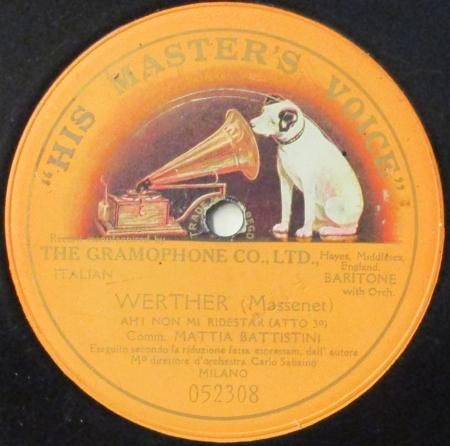 "HIS MASTER'S VOICE":
THE GRAMOPHONE CO., LTD., Hayes, Middlesex, England.
ITALIAN
BARITONE
with Orch.
WERTHER (Massenet)
AH! NON MI RIDESTAR (ATTO 3º)
Comm. MATTIA BATTISTINI
Eseguito secondo la riduzione fatta espressam. dall' autore
Mº direttore d'orchestra Carlo Sabaino
MILANO
052308